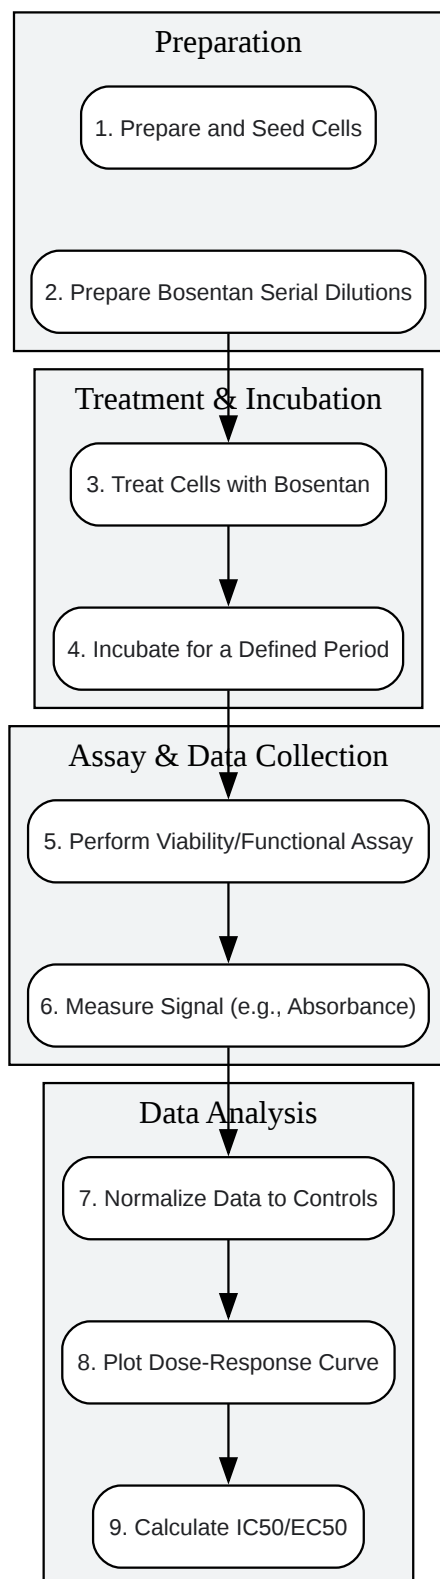 Preparation
1. Prepare and Seed Cells
2. Prepare Bosentan Serial Dilutions
Treatment & Incubation
3. Treat Cells with Bosentan
4. Incubate for a Defined Period
Assay & Data Collection
5. Perform Viability/Functional Assay
6. Measure Signal (e.g., Absorbance)
Data Analysis
7. Normalize Data to Controls
8. Plot Dose-Response Curve
9. Calculate IC50/EC50